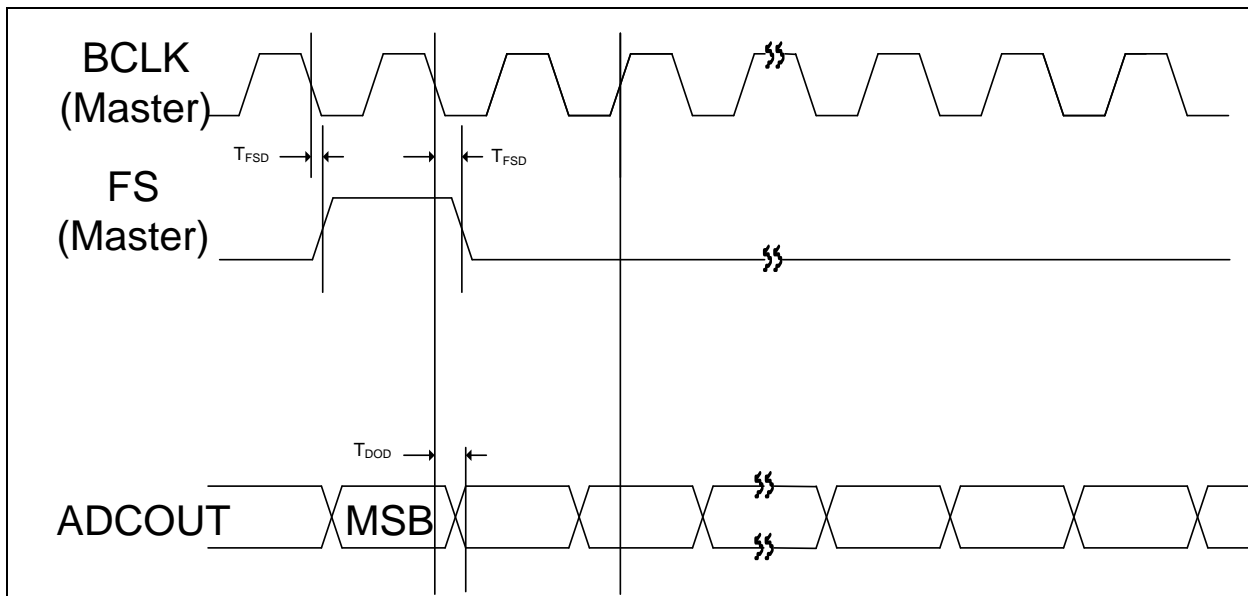 BCLK
(Master)
TFSD
TFSD
FS
(Master)
TDOD
ADCOUT
MSB